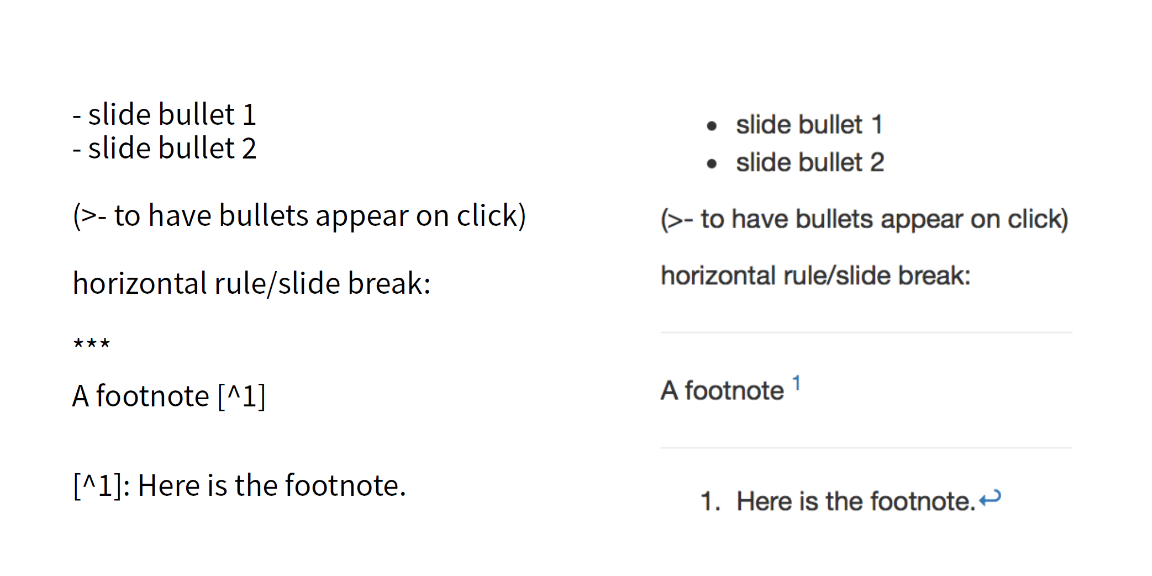 - slide bullet 1
- slide bullet 2
(>- to have bullets appear on click)
horizontal rule/slide break:
***
A footnote [^1]
[^1]: Here is the footnote.
• slide bullet 1
• slide bullet 2
(>- to have bullets appear on click)
horizontal rule/slide break:
A footnote 1
1. Here is the footnote.↩